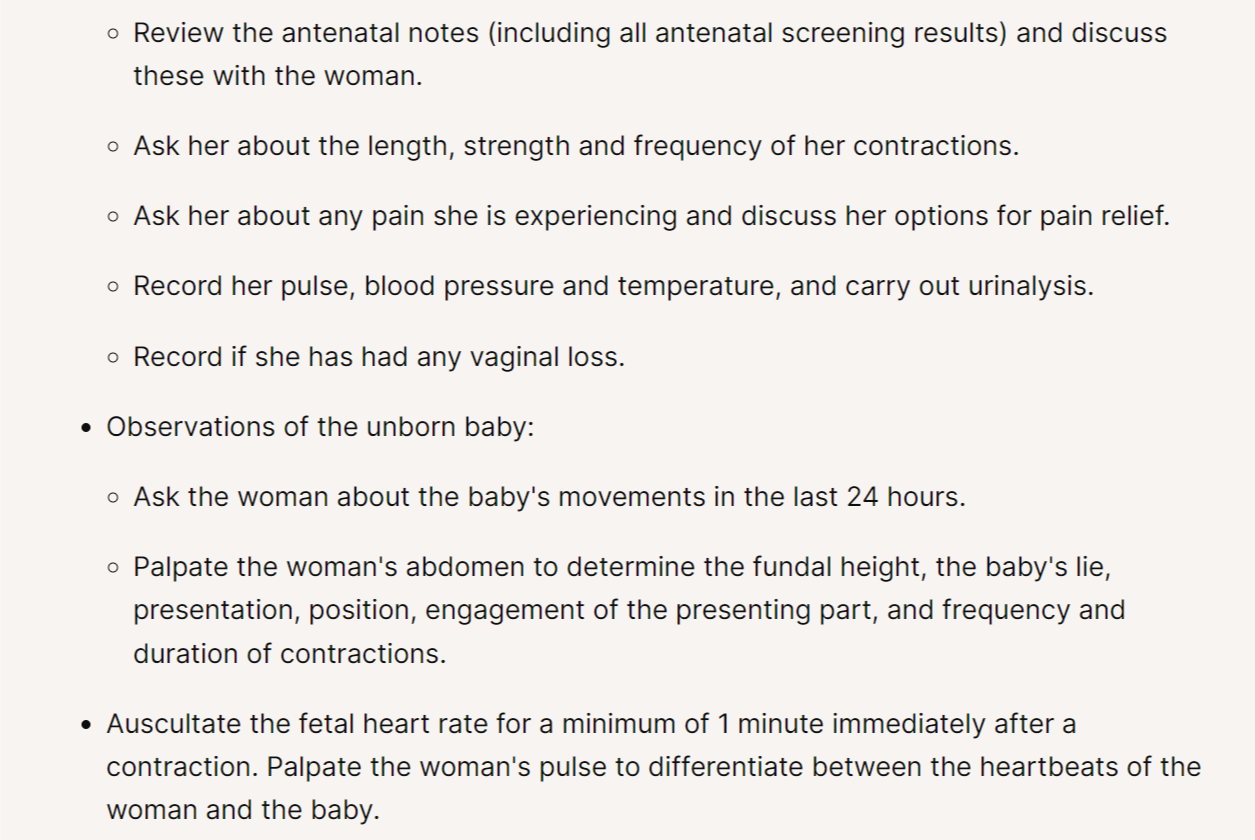 Review the antenatal notes (including all antenatal screening results) and discuss
these with the woman.
Ask her about the length, strength and frequency of her contractions.
Ask her about any pain she is experiencing and discuss her options for pain relief.
Record her pulse, blood pressure and temperature, and carry out urinalysis.
Record if she has had any vaginal loss.
Observations of the unborn baby:
Ask the woman about the baby's movements in the last 24 hours.
Palpate the woman's abdomen to determine the fundal height, the baby's lie,
presentation, position, engagement of the presenting part, and frequency and
duration of contractions.
Auscultate the fetal heart rate for a minimum of 1 minute immediately after a
contraction. Palpate the woman's pulse to differentiate between the heartbeats of the
woman and the baby.